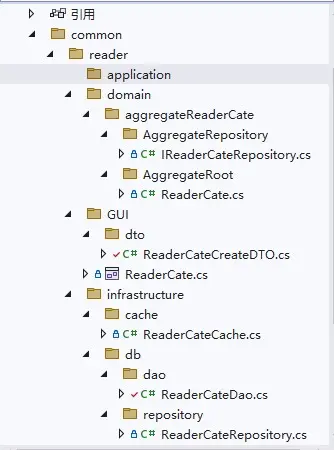 引用
common
reader
application
domain
aggregateReaderCate
AggregateRepository
C# IReaderCateRepository.cs
AggregateRoot
C# ReaderCate.cs
GUI
dto
C# ReaderCateCreateDTO.cs
ReaderCate.cs
infrastructure
cache
C# ReaderCateCache.cs
db
dao
C# ReaderCateDao.cs
repository
C# ReaderCateRepository.cs